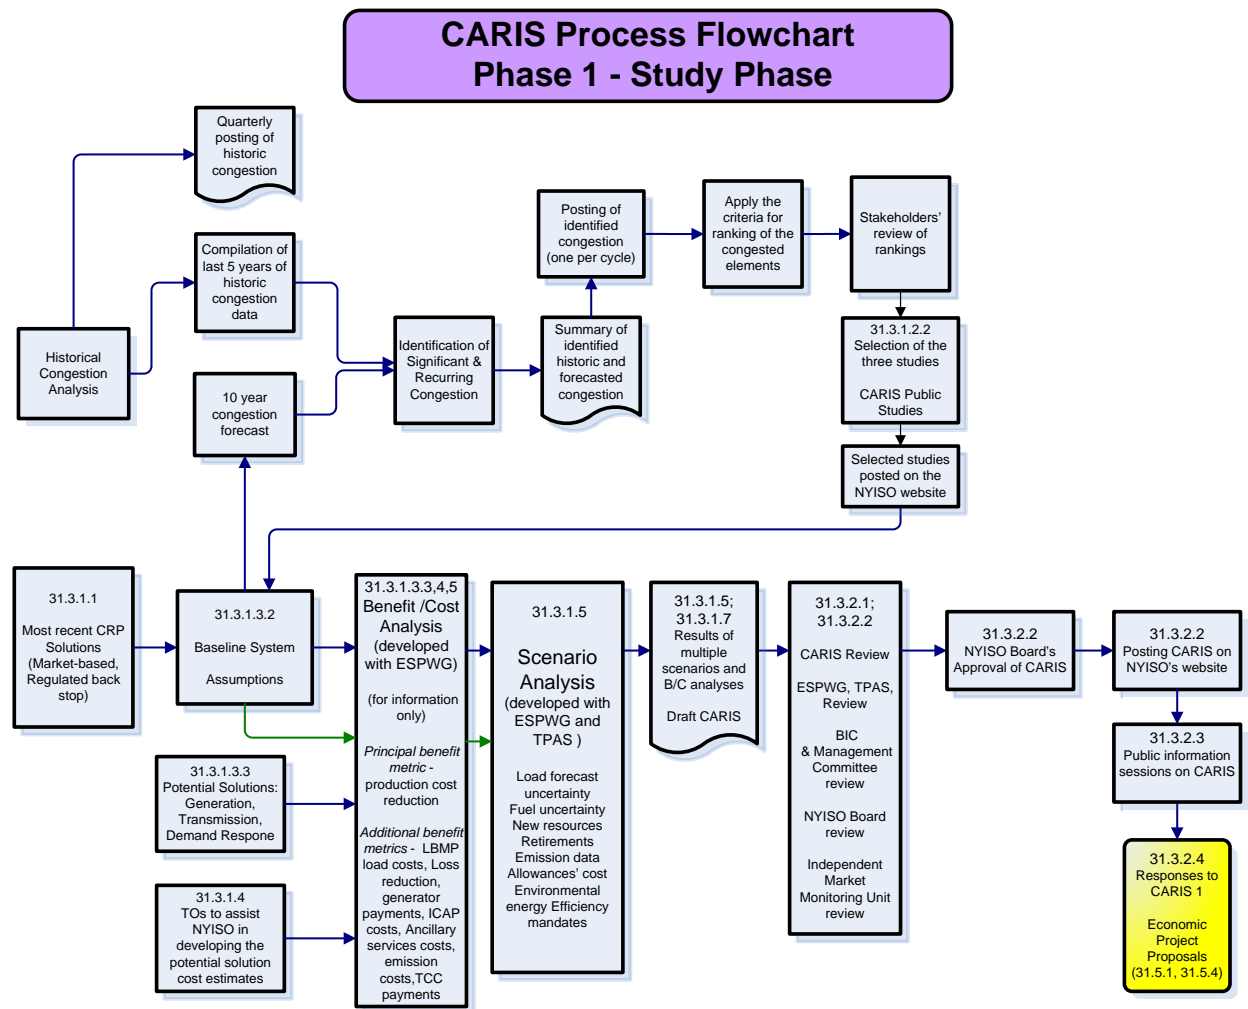 CARIS Process Flowchart
Phase 1 - Study Phase
Quarterly
posting of
historic
congestion
Compilation of
last 5 years of
historic
congestion
data
Historical
Congestion
Analysis
10 year
congestion
forecast
Identification of
Significant &
Recurring
Congestion
Posting of
identified
congestion
(one per cycle)
Summary of
identified
historic and
forecasted
congestion
Apply the
criteria for
ranking of the
congested
elements
Stakeholders’
review of
rankings
31.3.1.2.2
Selection of the
three studies
CARIS Public
Studies
Selected studies
posted on the
NYISO website
31.3.1.1
Most recent CRP
Solutions
(Market-based,
Regulated back
stop)
31.3.1.3.2
Baseline System
Assumptions
31.3.1.3.3
Potential Solutions:
Generation,
Transmission,
Demand Respone
31.3.1.4
TOs to assist
NYISO in
developing the
potential solution
cost estimates
31.3.1.3.3,4,5
Benefit /Cost
Analysis
(developed
with ESPWG)
(for information
only)
Principal benefit
metric -
production cost
reduction
Additional benefit
metrics - LBMP
load costs, Loss
reduction,
generator
payments, ICAP
costs, Ancillary
services costs,
emission
costs,TCC
payments
31.3.1.5
Scenario
Analysis
(developed with
ESPWG and
TPAS )
Load forecast
uncertainty
Fuel uncertainty
New resources
Retirements
Emission data
Allowances’ cost
Environmental
energy Efficiency
mandates
31.3.1.5;
31.3.1.7
Results of
multiple
scenarios and
B/C analyses
Draft CARIS
31.3.2.1;
31.3.2.2
CARIS Review
ESPWG, TPAS,
Review
BIC
& Management
Committee
review
NYISO Board
review
Independent
Market
Monitoring Unit
review
31.3.2.2
NYISO Board’s
Approval of CARIS
31.3.2.2
Posting CARIS on
NYISO’s website
31.3.2.3
Public information
sessions on CARIS
31.3.2.4
Responses to
CARIS 1
Economic
Project
Proposals
(31.5.1, 31.5.4)